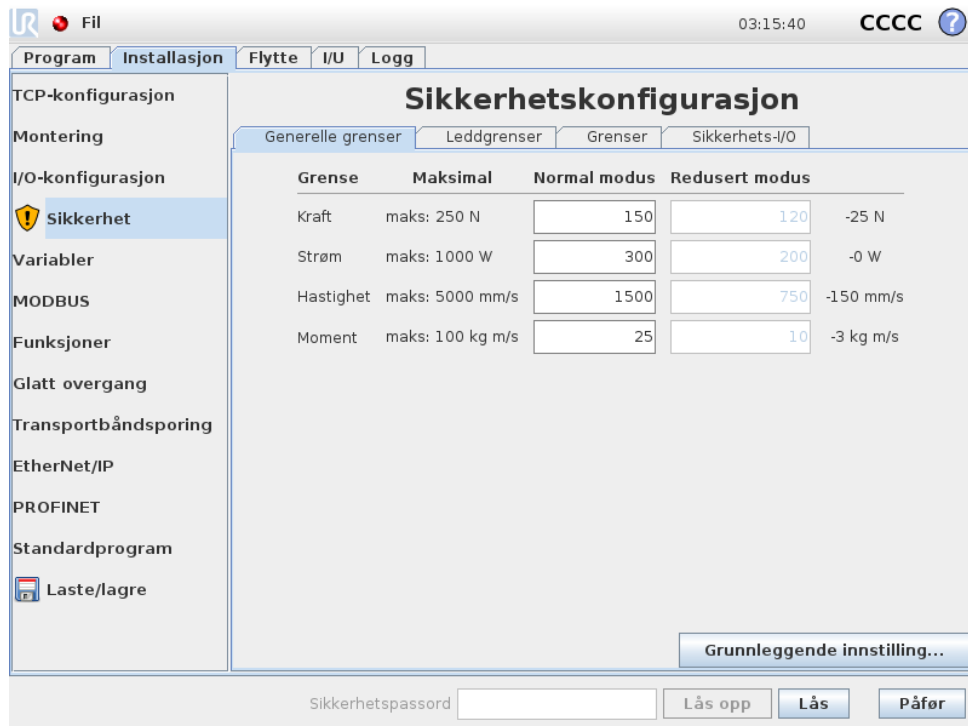 UR Fil 03:15:40 CCCC ?
Program Installasjon Flytte I/U Logg
TCP-konfigurasjon
Montering
I/O-konfigurasjon
Sikkerhet
Variabler
MODBUS
Funksjoner
Glatt overgang
Transportbåndsporing
EtherNet/IP
PROFINET
Standardprogram
Laste/lagre
Sikkerhetskonfigurasjon
Generelle grenser Leddgrenser Grenser Sikkerhets-I/O
Grense Maksimal Normal modus Redusert modus
Kraft maks: 250 N 150 120 -25 N
Strøm maks: 1000 W 300 200 -0 W
Hastighet maks: 5000 mm/s 1500 750 -150 mm/s
Moment maks: 100 kg m/s 25 10 -3 kg m/s
Grunnleggende innstilling...
Sikkerhetspassord Lås opp Lås Påfør